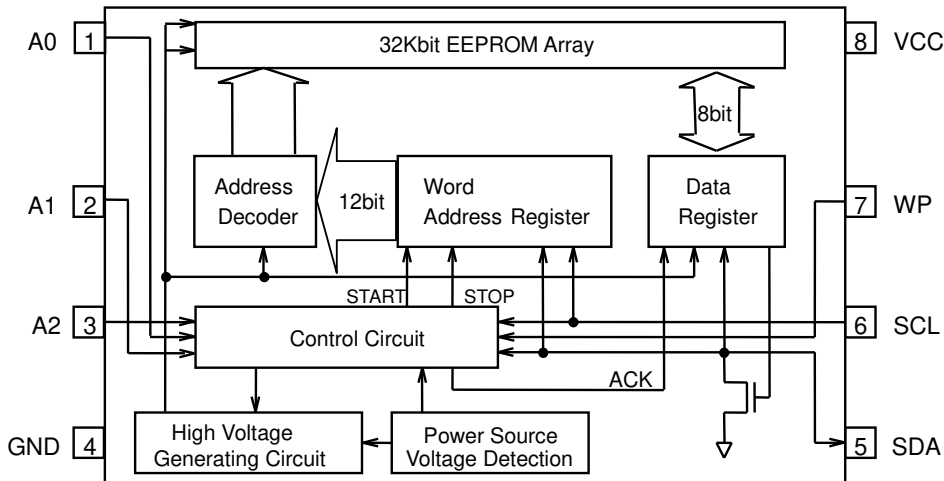 A0 1 32Kbit EEPROM Array 8 VCC
8bit
A1 2 Address Decoder 12bit Word Address Register Data Register 7 WP
START STOP
A2 3 Control Circuit 6 SCL
ACK
GND 4 High Voltage Generating Circuit Power Source Voltage Detection 5 SDA